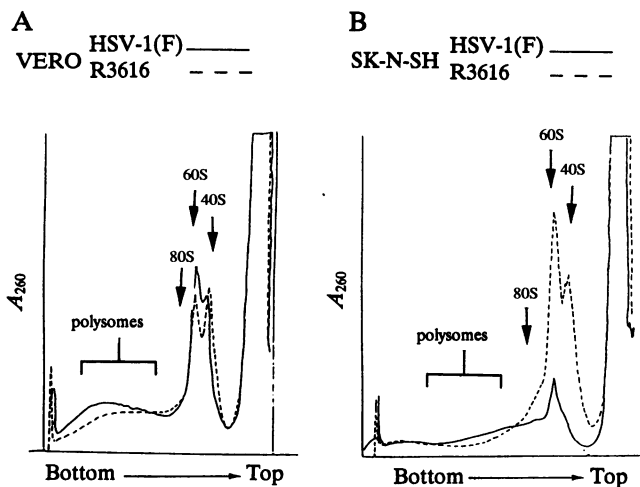 A
VERO
HSV-1(F)
R3616
60S
40S
80S
polysomes
A260
Bottom
Top
B
SK-N-SH
HSV-1(F)
R3616
60S
40S
80S
polysomes
A260
Bottom
Top